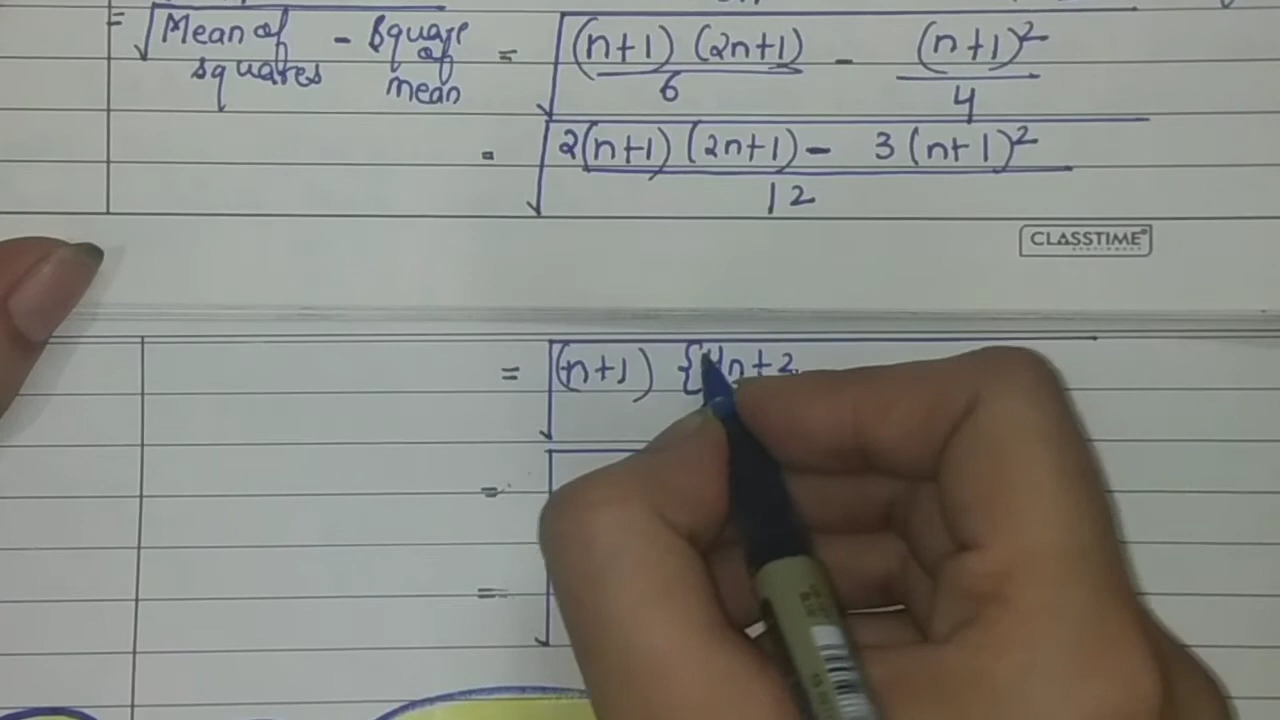 = √Mean of squares - Square of mean = √(n+1) (2n+1)/6 - (n+1)²/4
= √2(n+1) (2n+1) - 3(n+1)²/12
CLASSTIME
= √(n+1) {4n+2
=
=